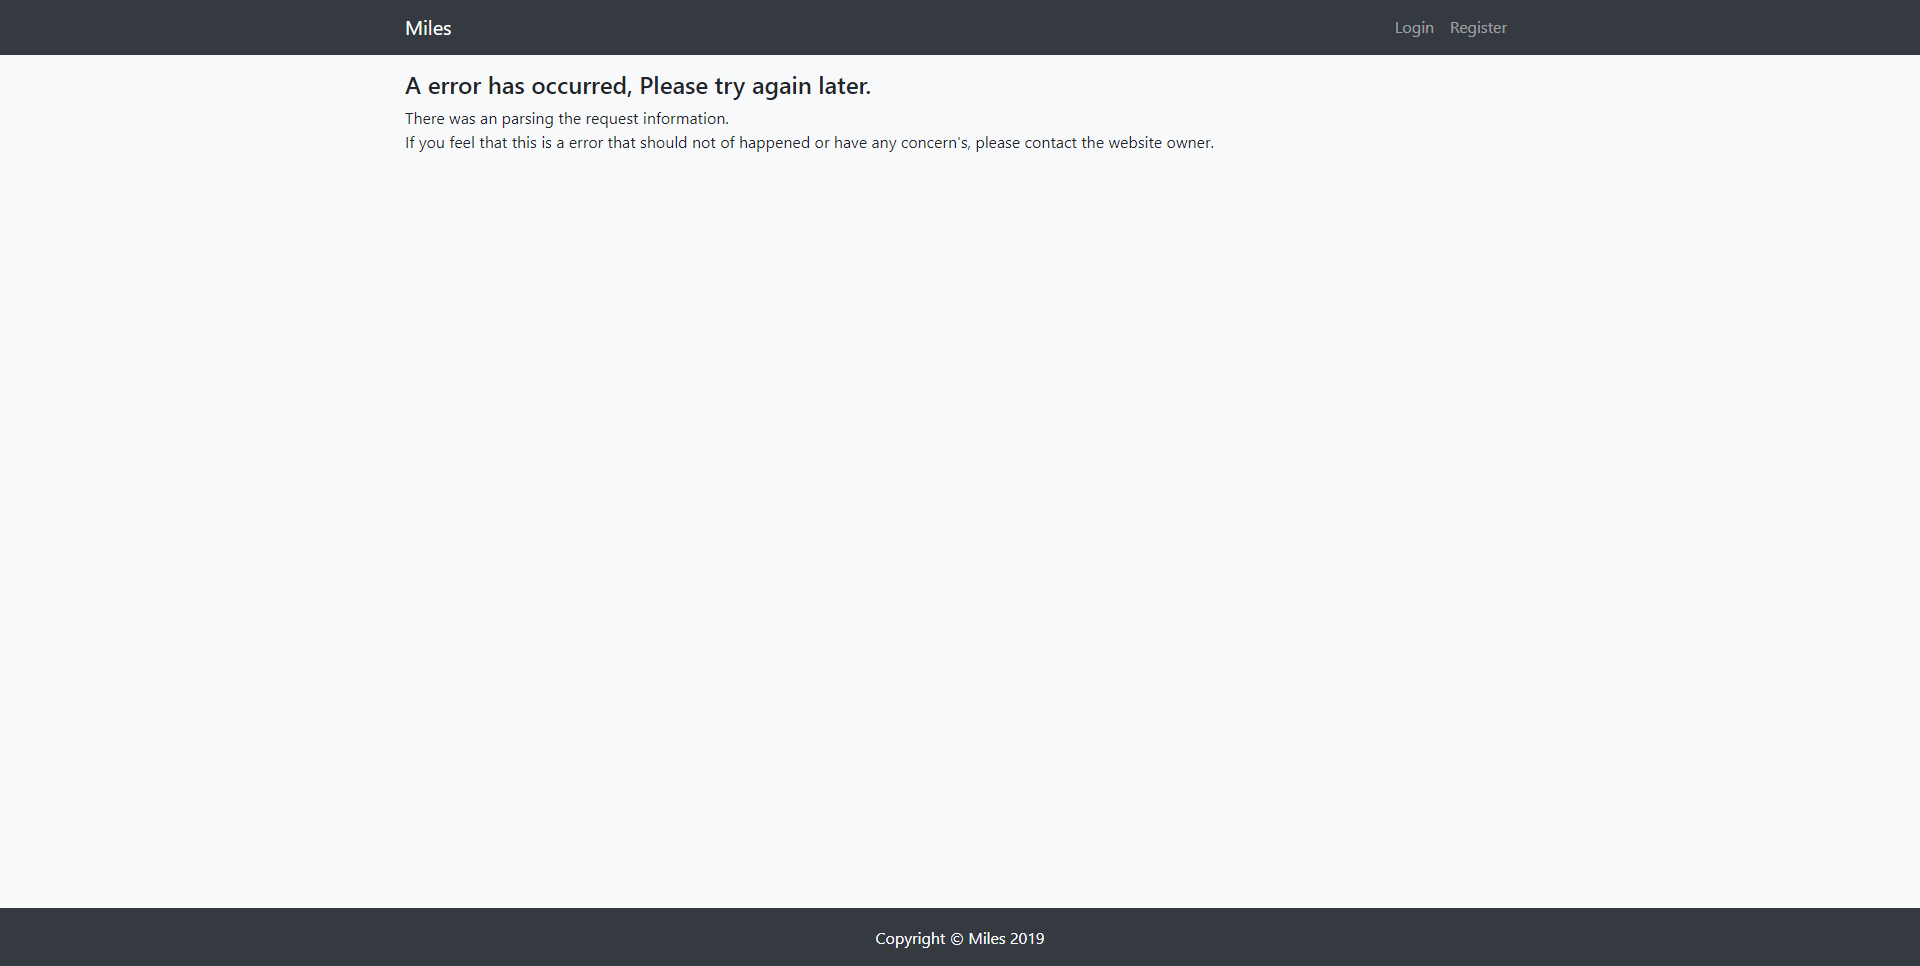 Miles
Login Register
A error has occurred, Please try again later.
There was an parsing the request information.
If you feel that this is a error that should not of happened or have any concern's, please contact the website owner.
Copyright © Miles 2019